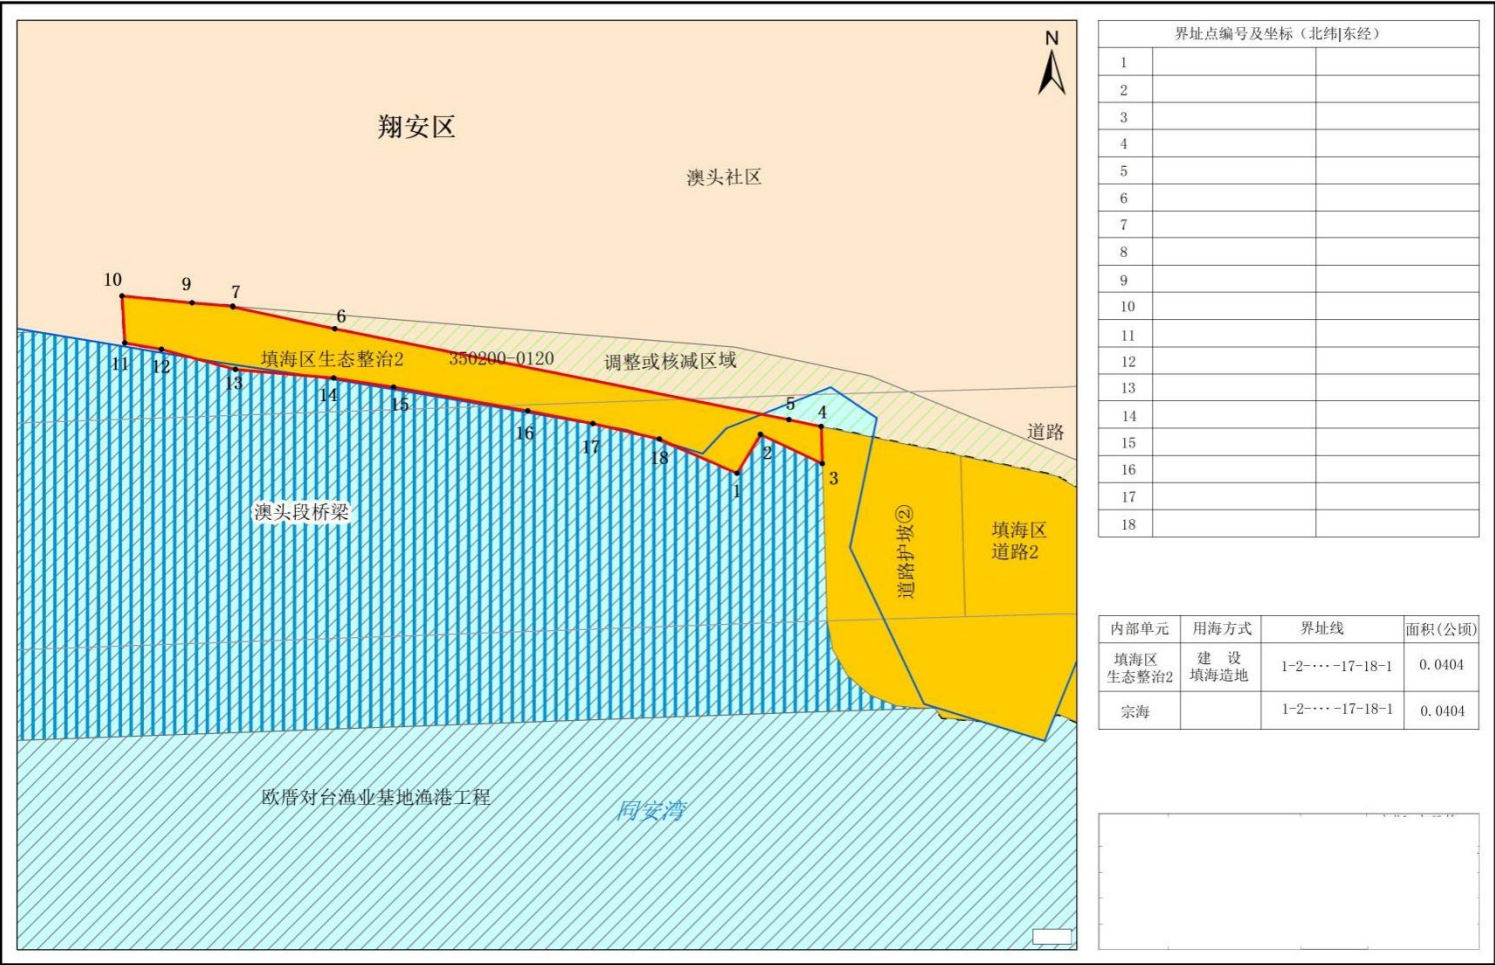 N
翔安区
澳头社区
10
9
7
6
填海区生态整治2
350200-0120
调整或核减区域
11
12
13
14
15
16
17
18
1
2
3
4
5
道路
澳头段桥梁
道路护坡②
填海区
道路2
欧厝对台渔业基地渔港工程
同安湾
界址点编号及坐标（北纬|东经）
1
2
3
4
5
6
7
8
9
10
11
12
13
14
15
16
17
18
内部单元 用海方式 界址线 面积(公顷)
填海区
生态整治2
建 设
填海造地
1-2-···-17-18-1 0.0404
宗海 1-2-···-17-18-1 0.0404